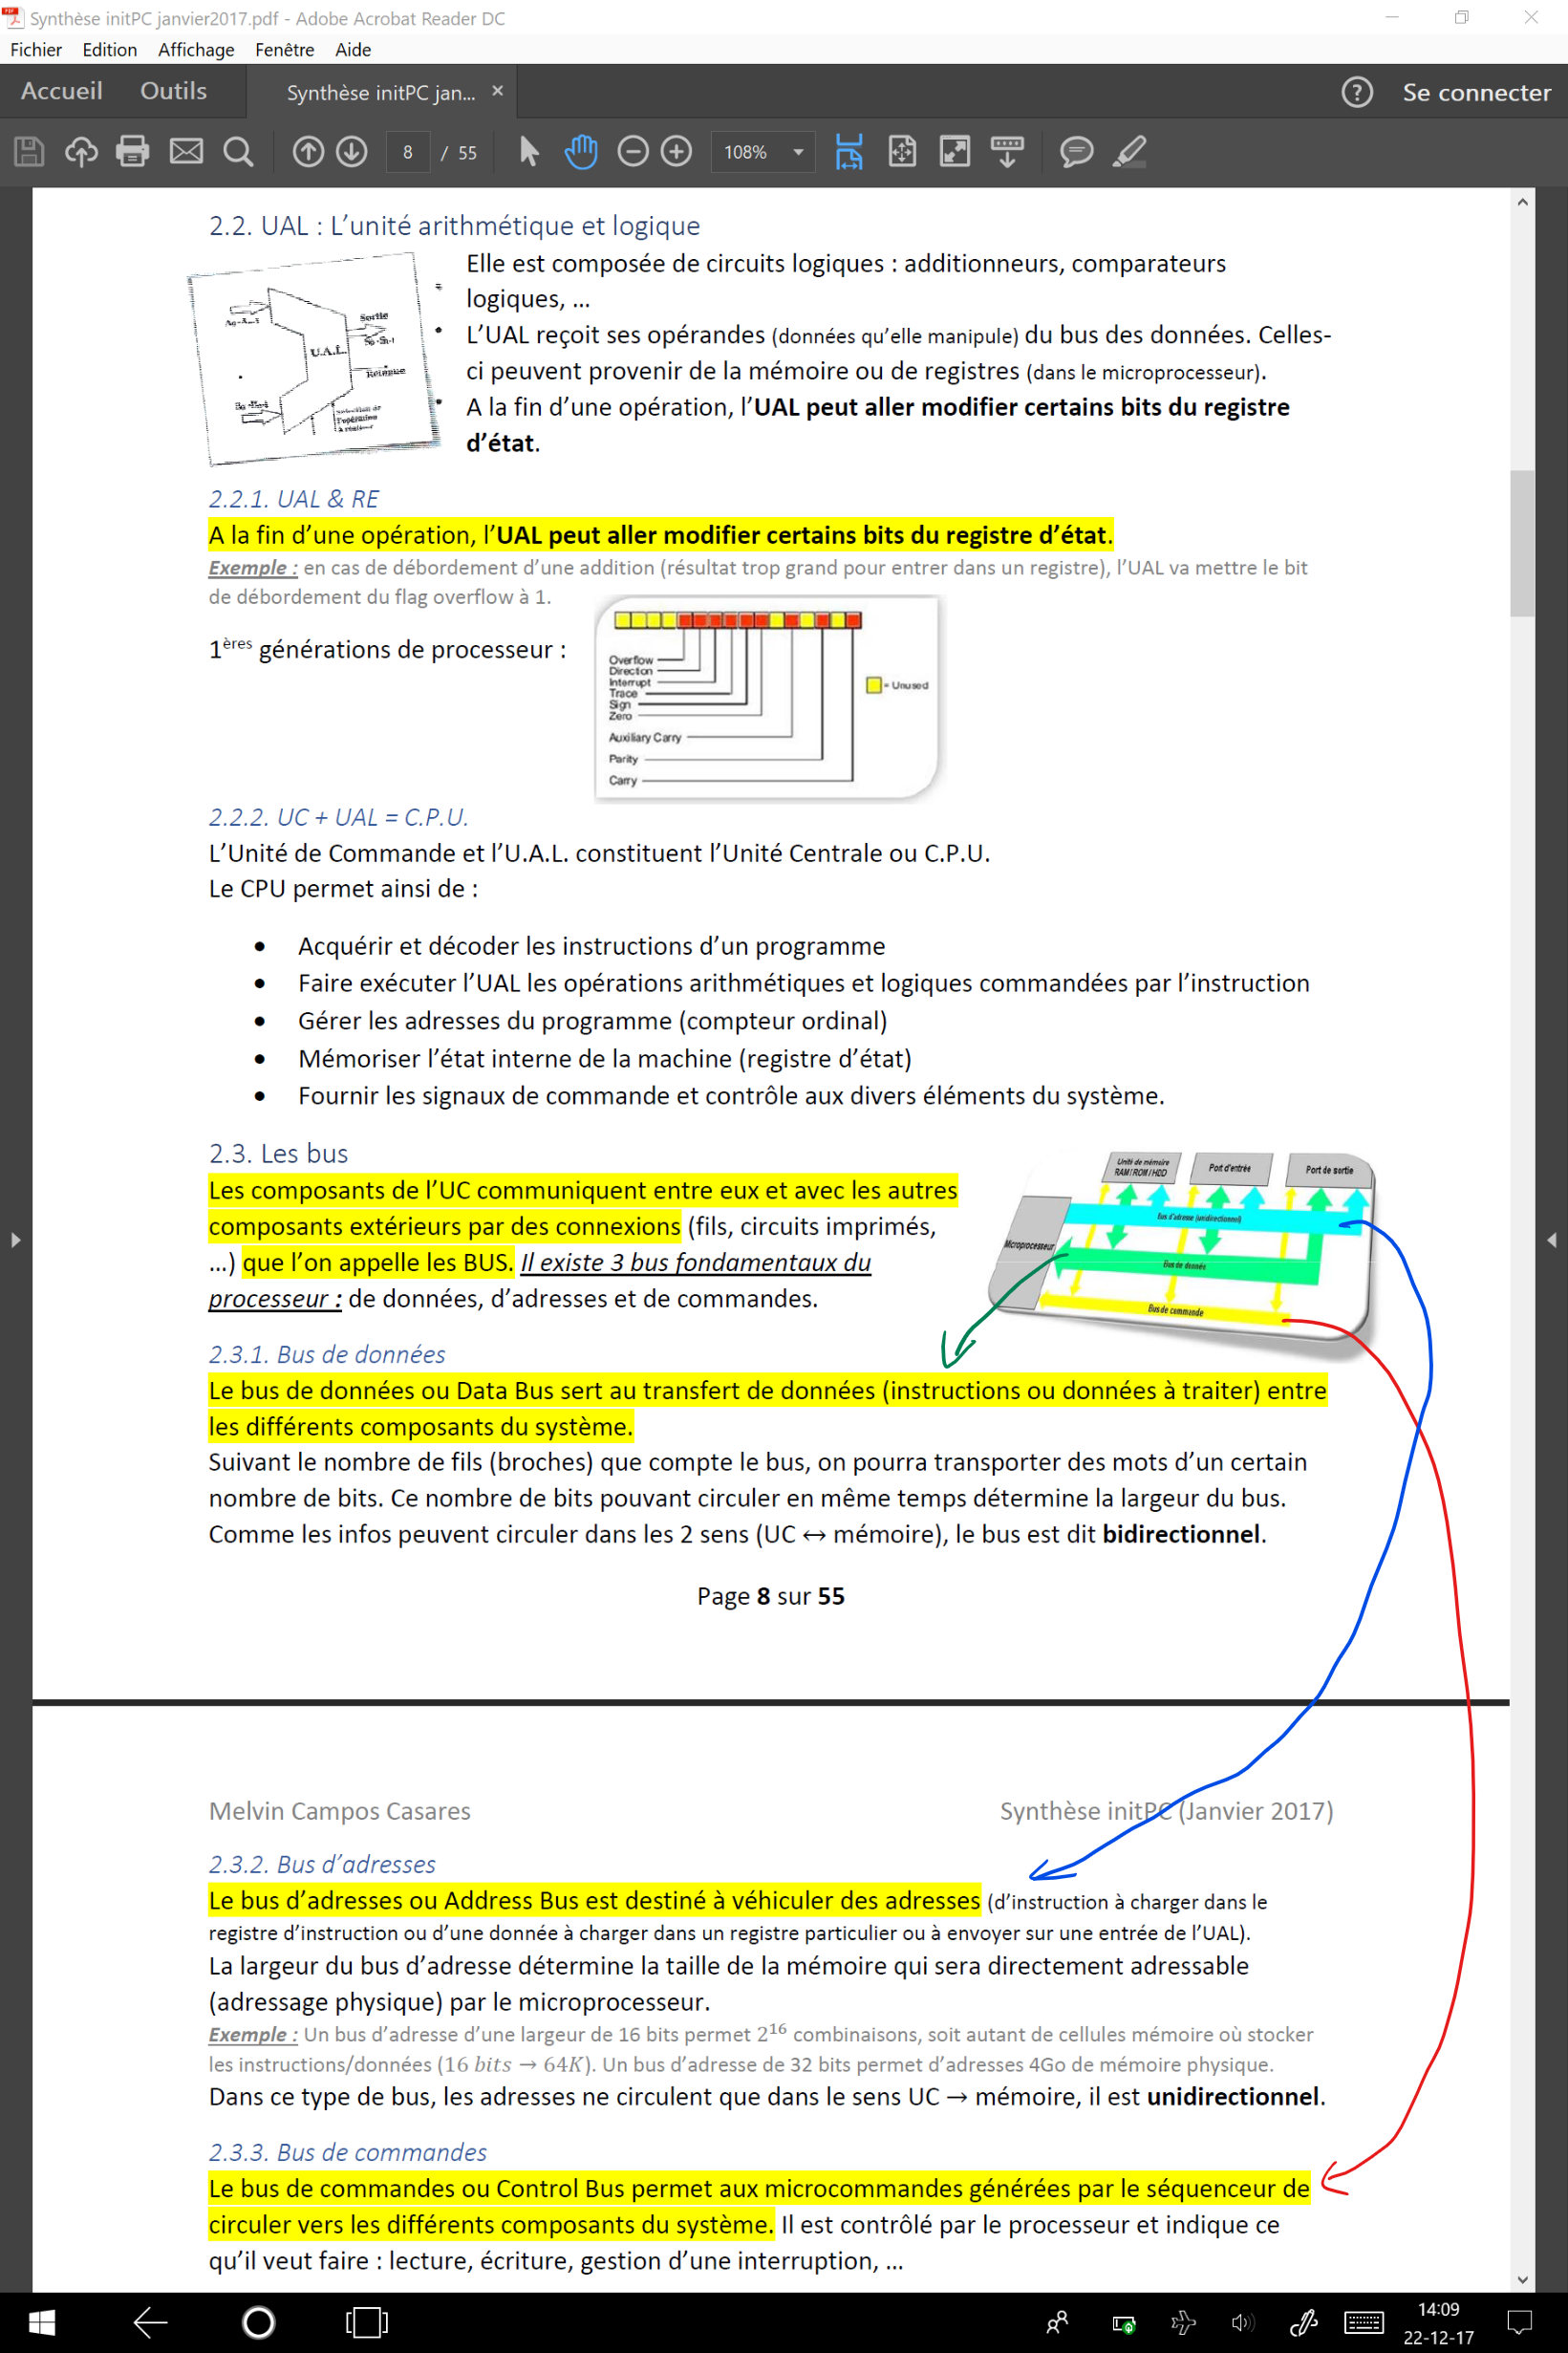 Synthèse initPC janvier2017.pdf - Adobe Acrobat Reader DC
Fichier Edition Affichage Fenêtre Aide
Accueil Outils Synthèse initPC jan... × ? Se connecter
8 / 55 108%
2.2. UAL : L’unité arithmétique et logique
• Elle est composée de circuits logiques : additionneurs, comparateurs
logiques, …
• L’UAL reçoit ses opérandes (données qu’elle manipule) du bus des données. Celles-
ci peuvent provenir de la mémoire ou de registres (dans le microprocesseur).
• A la fin d’une opération, l’UAL peut aller modifier certains bits du registre
d’état.
Sortie
U.A.L.
Retenue
2.2.1. UAL & RE
A la fin d’une opération, l’UAL peut aller modifier certains bits du registre d’état.
Exemple : en cas de débordement d’une addition (résultat trop grand pour entrer dans un registre), l’UAL va mettre le bit
de débordement du flag overflow à 1.
1ères générations de processeur :
Overflow
Direction
Interrupt
Trace
Sign
Zero
Auxiliary Carry
Parity
Carry
= Unused
2.2.2. UC + UAL = C.P.U.
L’Unité de Commande et l’U.A.L. constituent l’Unité Centrale ou C.P.U.
Le CPU permet ainsi de :
• Acquérir et décoder les instructions d’un programme
• Faire exécuter l’UAL les opérations arithmétiques et logiques commandées par l’instruction
• Gérer les adresses du programme (compteur ordinal)
• Mémoriser l’état interne de la machine (registre d’état)
• Fournir les signaux de commande et contrôle aux divers éléments du système.
2.3. Les bus
Les composants de l’UC communiquent entre eux et avec les autres
composants extérieurs par des connexions (fils, circuits imprimés,
…) que l’on appelle les BUS. Il existe 3 bus fondamentaux du
processeur : de données, d’adresses et de commandes.
Unité de mémoire
RAM/ROM/HDD
Port d'entrée
Port de sortie
Bus d'adresse (unidirectionnel)
Microprocesseur
Bus de donnés
Bus de commande
2.3.1. Bus de données
Le bus de données ou Data Bus sert au transfert de données (instructions ou données à traiter) entre
les différents composants du système.
Suivant le nombre de fils (broches) que compte le bus, on pourra transporter des mots d’un certain
nombre de bits. Ce nombre de bits pouvant circuler en même temps détermine la largeur du bus.
Comme les infos peuvent circuler dans les 2 sens (UC ↔ mémoire), le bus est dit bidirectionnel.
Page 8 sur 55
Melvin Campos Casares Synthèse initPC (Janvier 2017)
2.3.2. Bus d’adresses
Le bus d’adresses ou Address Bus est destiné à véhiculer des adresses (d’instruction à charger dans le
registre d’instruction ou d’une donnée à charger dans un registre particulier ou à envoyer sur une entrée de l’UAL).
La largeur du bus d’adresse détermine la taille de la mémoire qui sera directement adressable
(adressage physique) par le microprocesseur.
Exemple : Un bus d’adresse d’une largeur de 16 bits permet 2¹⁶ combinaisons, soit autant de cellules mémoire où stocker
les instructions/données (16 bits → 64K). Un bus d’adresse de 32 bits permet d’adresses 4Go de mémoire physique.
Dans ce type de bus, les adresses ne circulent que dans le sens UC → mémoire, il est unidirectionnel.
2.3.3. Bus de commandes
Le bus de commandes ou Control Bus permet aux microcommandes générées par le séquenceur de
circuler vers les différents composants du système. Il est contrôlé par le processeur et indique ce
qu’il veut faire : lecture, écriture, gestion d’une interruption, …
14:09
22-12-17